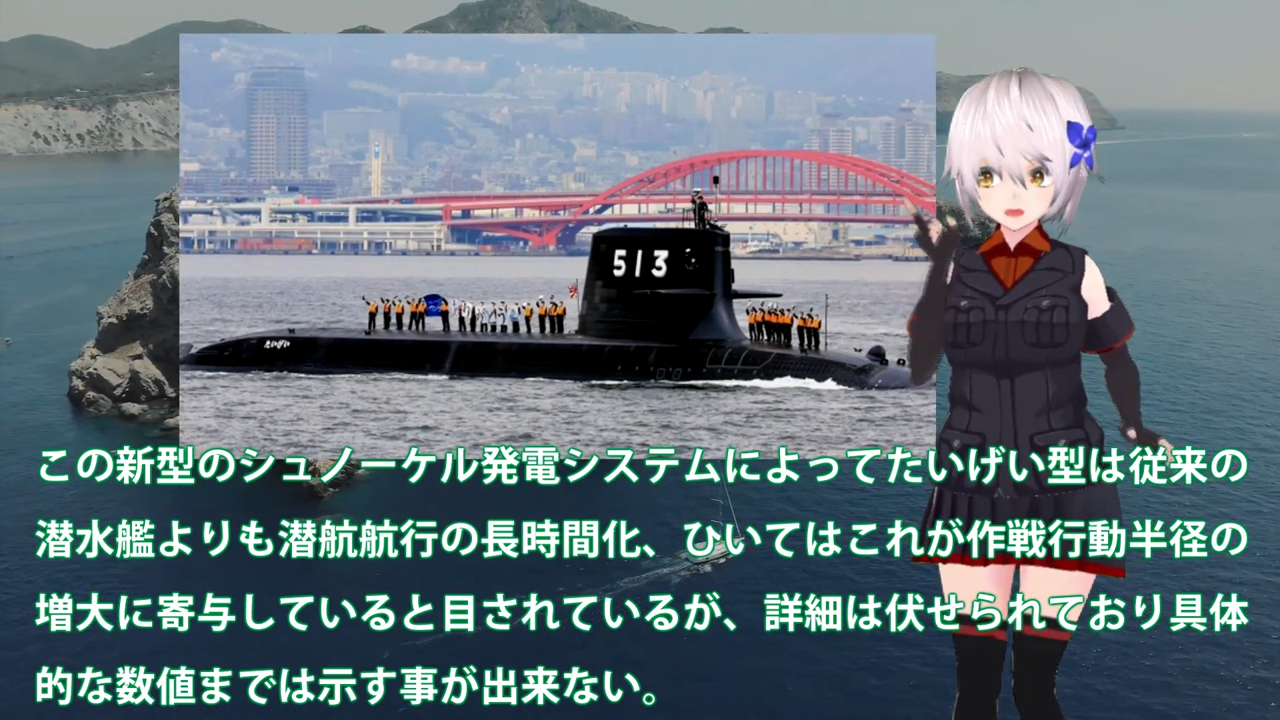 513
たいげい
この新型のシュノーケル発電システムによってたいげい型は従来の
潜水艦よりも潜航航行の長時間化、ひいてはこれが作戦行動半径の
増大に寄与していると目されているが、詳細は伏せられており具体
的な数値までは示す事が出来ない。